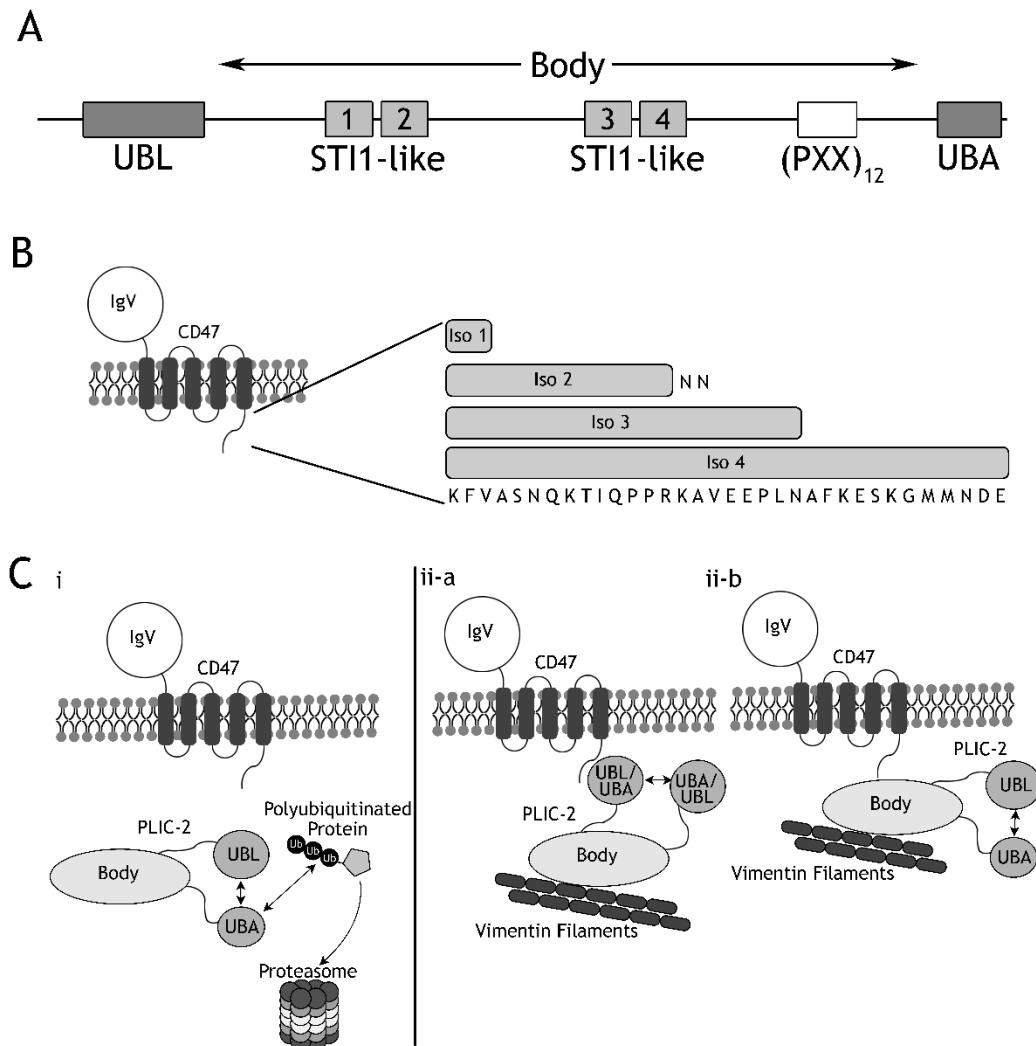 A
Body
1 2 3 4
UBL STI1-like STI1-like (PXX)12 UBA
B
IgV
CD47
Iso 1
Iso 2 N N
Iso 3
Iso 4
K F V A S N Q K T I Q P P R K A V E E P L N A F K E S K G M M N D E
C i
IgV
CD47
PLIC-2
Body
UBL
UBA
Polyubiquitinated
Protein
Ub Ub Ub
Proteasome
ii-a
IgV
CD47
UBL/
UBA
UBA/
UBL
PLIC-2
Body
Vimentin Filaments
ii-b
IgV
CD47
PLIC-2
Body
UBL
UBA
Vimentin Filaments